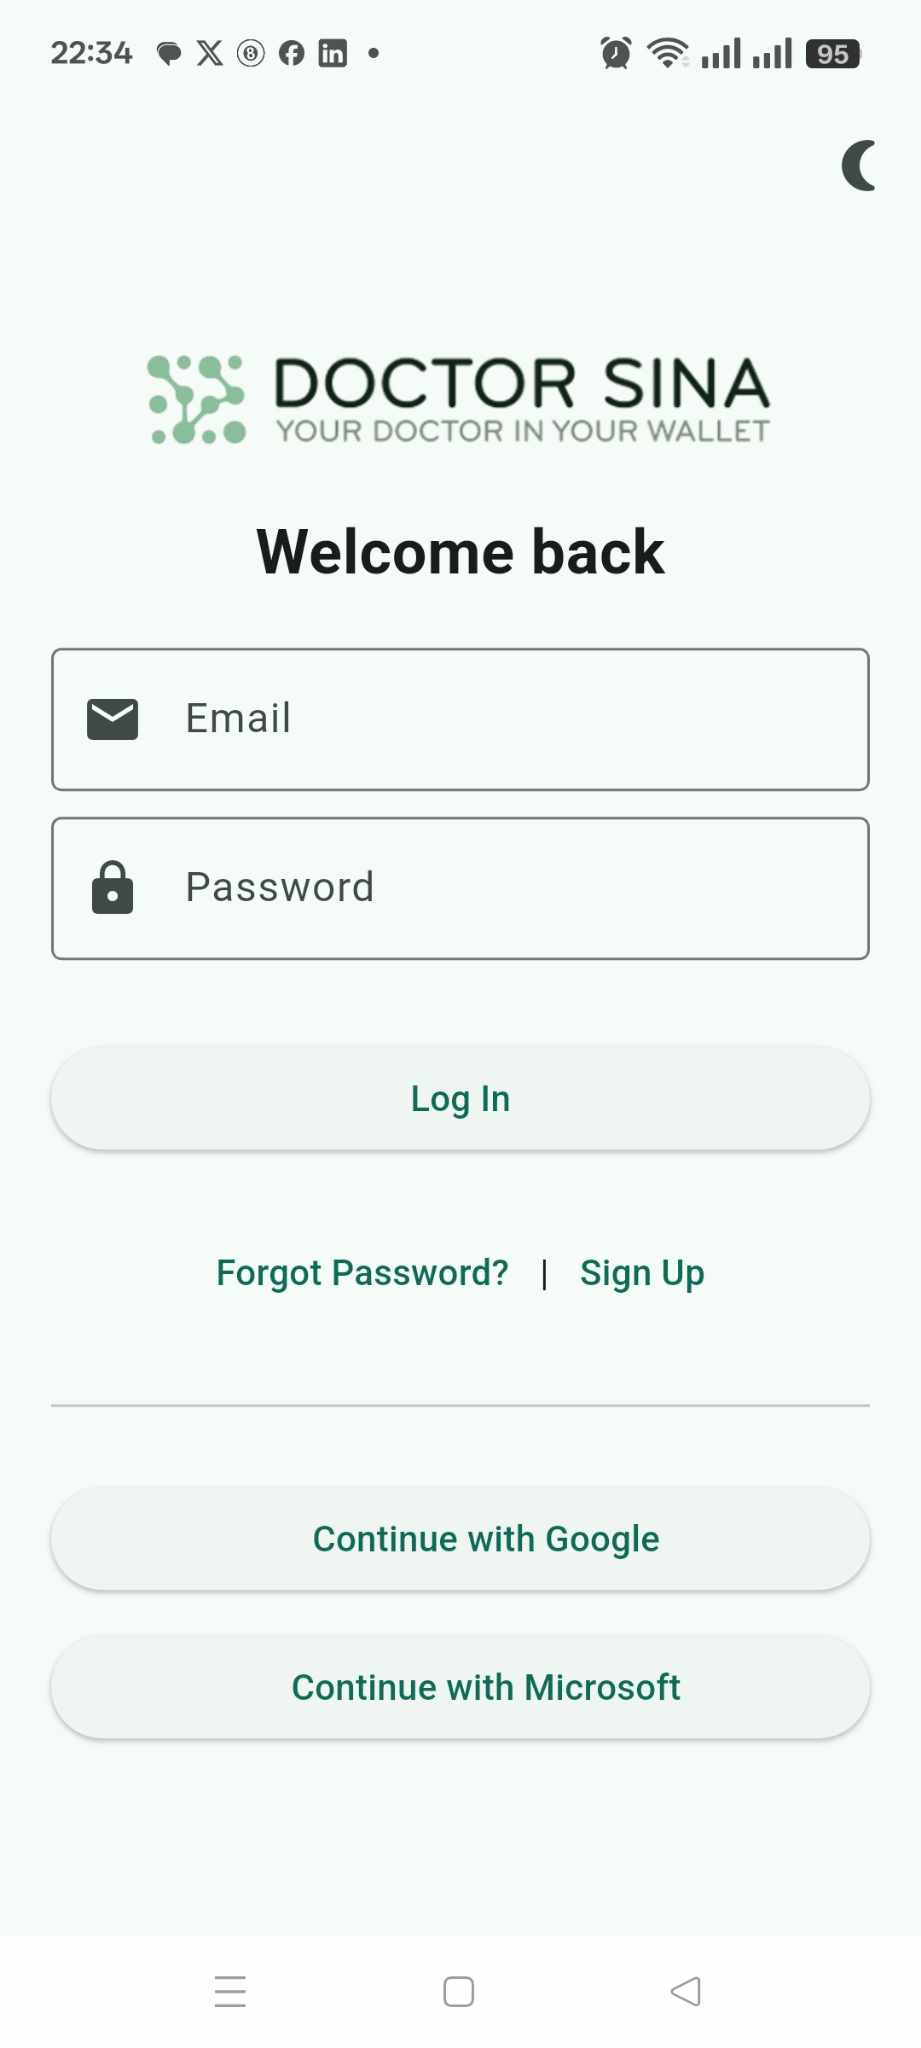 22:34
95
DOCTOR SINA
YOUR DOCTOR IN YOUR WALLET
Welcome back
Email
Password
Log In
Forgot Password? | Sign Up
Continue with Google
Continue with Microsoft